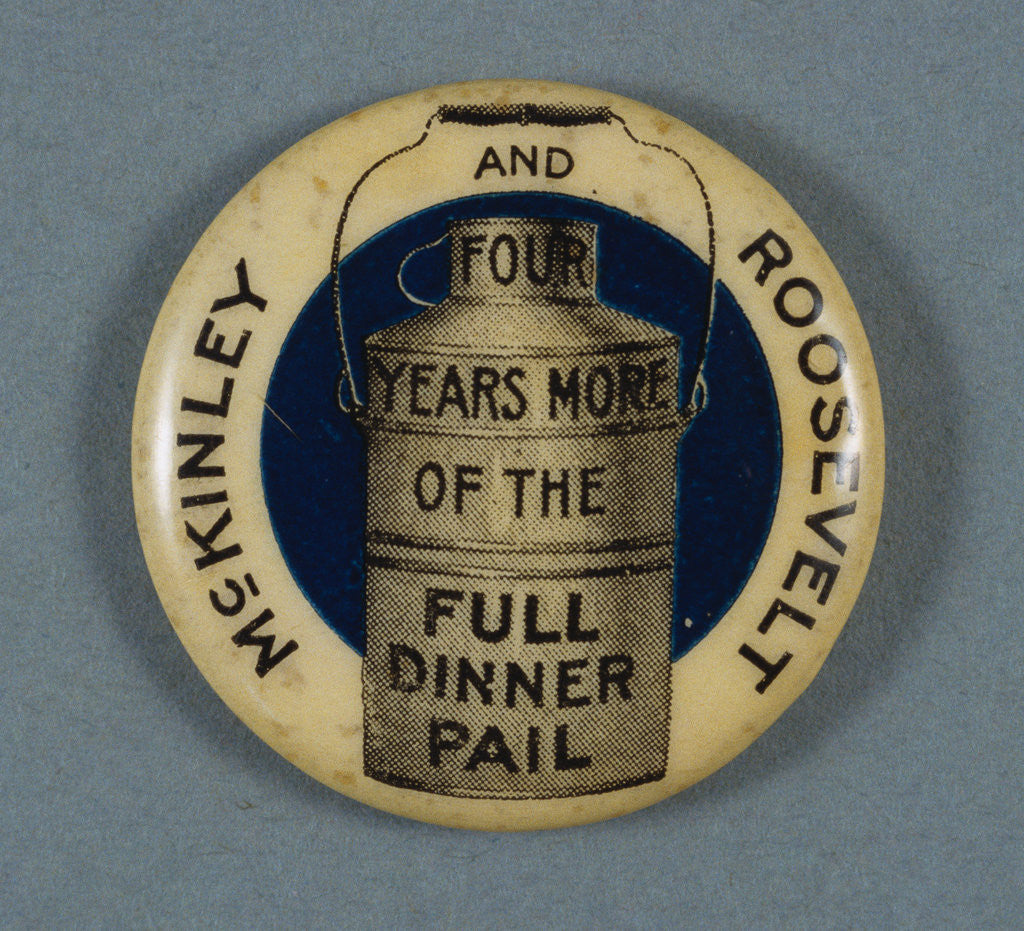 McKINLEY
AND
ROOSEVELT
FOUR
YEARS MORE
OF THE
FULL
DINNER
PAIL